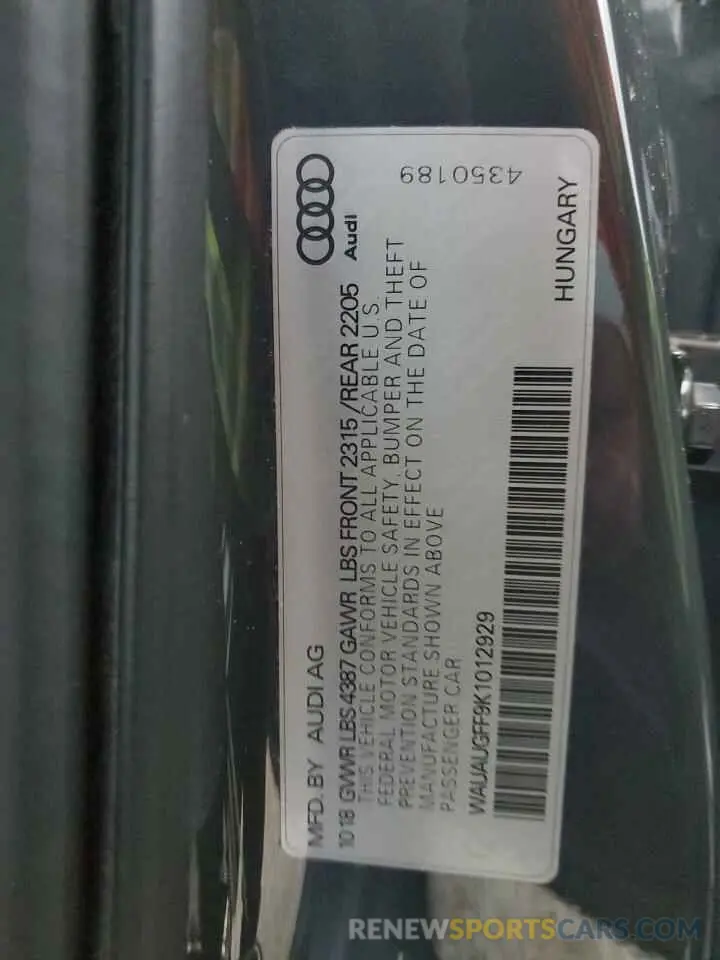 MFD. BY AUDI AG
Audi
10 18 GVWR LBS 4387 GAWR LBS FRONT 2315 /REAR 2205
THIS VEHICLE CONFORMS TO ALL APPLICABLE U.S.
FEDERAL MOTOR VEHICLE SAFETY, BUMPER AND THEFT
PREVENTION STANDARDS IN EFFECT ON THE DATE OF
MANUFACTURE SHOWN ABOVE
PASSENGER CAR
4350189
WAUAUGFF9K1012929
HUNGARY
RENEWSPORTSCARS.COM